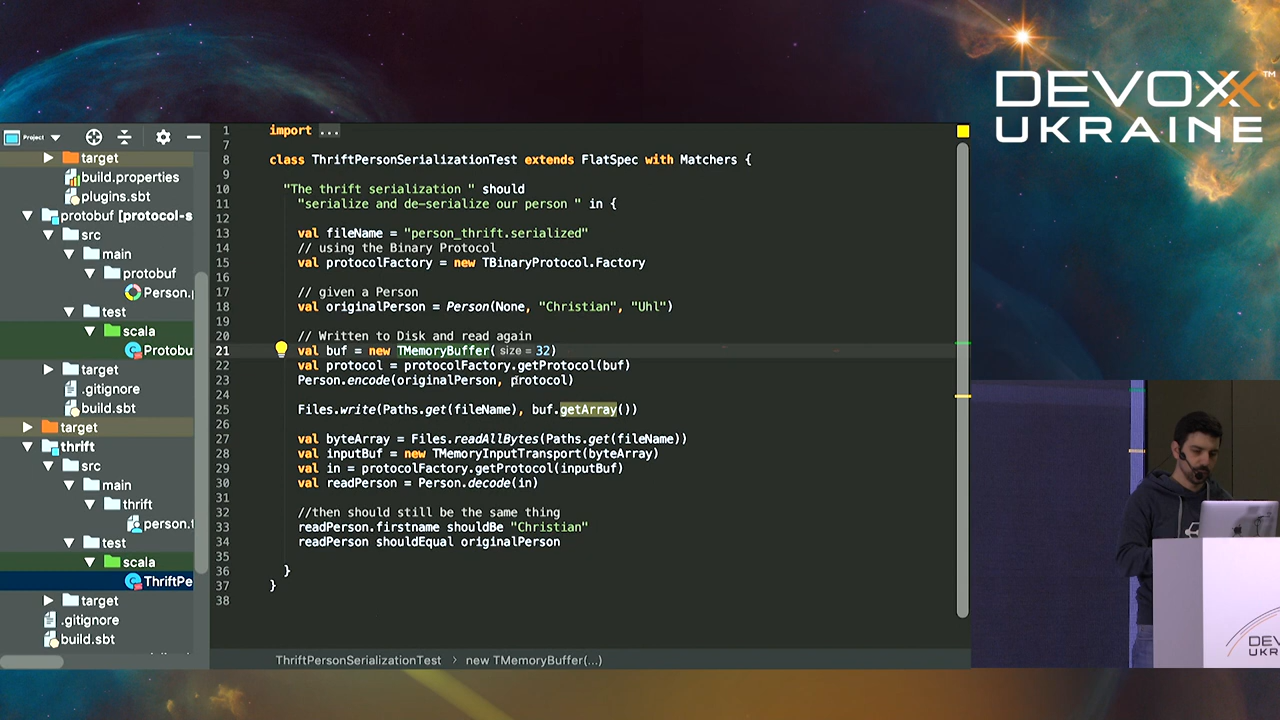 DEVOXX™
UKRAINE
Project
target
build.properties
plugins.sbt
protobuf [protocol-s
src
main
protobuf
Person.p
test
scala
Protobu
target
.gitignore
build.sbt
target
thrift
src
main
thrift
person.t
test
scala
ThriftPe
target
.gitignore
build.sbt
1 import ...
7
8 class ThriftPersonSerializationTest extends FlatSpec with Matchers {
9
10 "The thrift serialization " should
11 "serialize and de-serialize our person " in {
12
13 val fileName = "person_thrift.serialized"
14 // using the Binary Protocol
15 val protocolFactory = new TBinaryProtocol.Factory
16
17 // given a Person
18 val originalPerson = Person(None, "Christian", "Uhl")
19
20 // Written to Disk and read again
21 val buf = new TMemoryBuffer( size = 32)
22 val protocol = protocolFactory.getProtocol(buf)
23 Person.encode(originalPerson, protocol)
24
25 Files.write(Paths.get(fileName), buf.getArray())
26
27 val byteArray = Files.readAllBytes(Paths.get(fileName))
28 val inputBuf = new TMemoryInputTransport(byteArray)
29 val in = protocolFactory.getProtocol(inputBuf)
30 val readPerson = Person.decode(in)
31
32 //then should still be the same thing
33 readPerson.firstname shouldBe "Christian"
34 readPerson shouldEqual originalPerson
35
36 }
37 }
38
ThriftPersonSerializationTest › new TMemoryBuffer(...)
DEVO
UKR